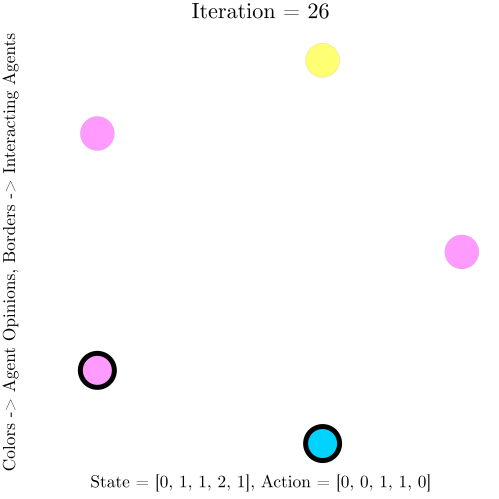 Iteration = 26
Colors -> Agent Opinions, Borders -> Interacting Agents
State = [0, 1, 1, 2, 1], Action = [0, 0, 1, 1, 0]